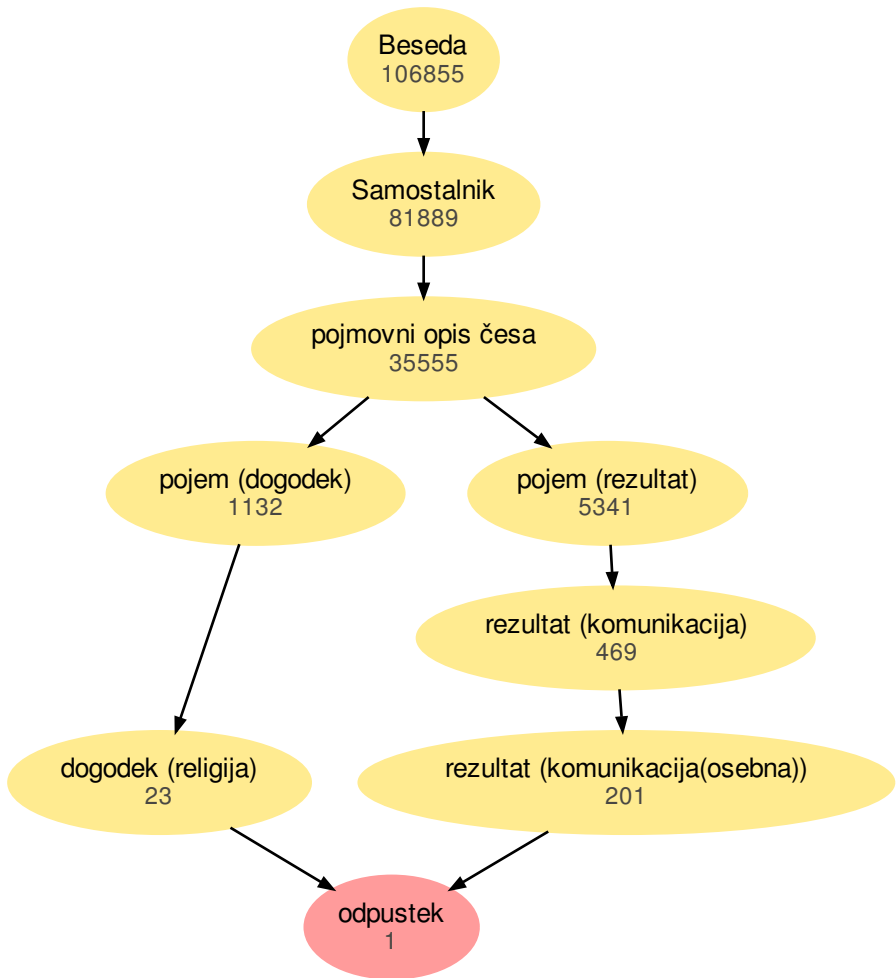 Beseda
106855
Samostalnik
81889
pojmovni opis česa
35555
pojem (dogodek)
1132
pojem (rezultat)
5341
rezultat (komunikacija)
469
dogodek (religija)
23
rezultat (komunikacija(osebna))
201
odpustek
1